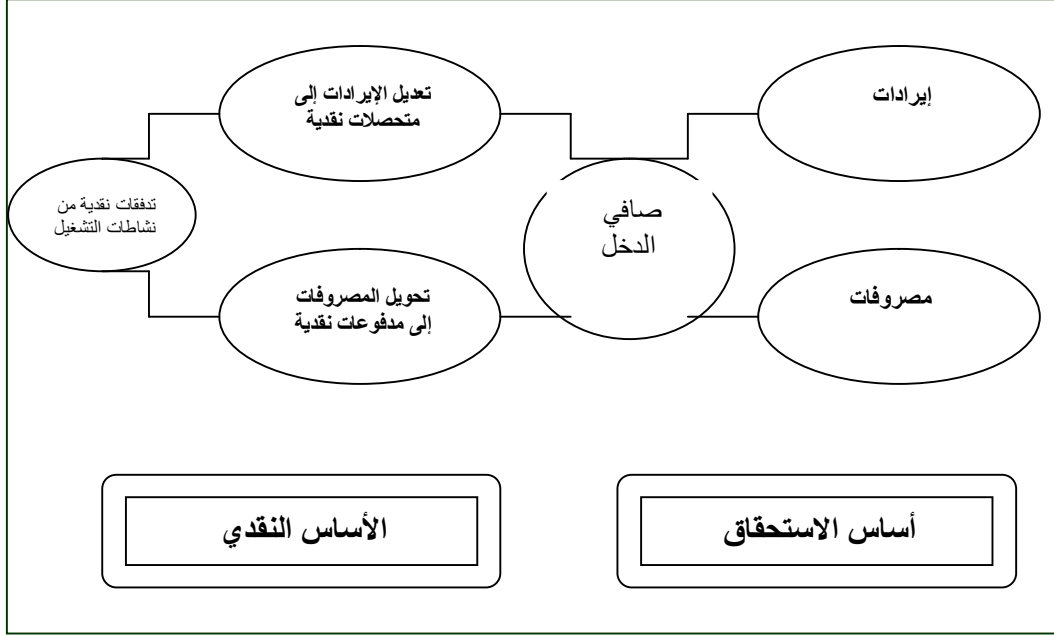 إيرادات
تعديل الإيرادات إلى
متحصلات نقدية
صافي
الدخل
تدفقات نقدية من
نشاطات التشغيل
مصروفات
تحويل المصروفات
إلى مدفوعات نقدية
أساس الاستحقاق
الأساس النقدي